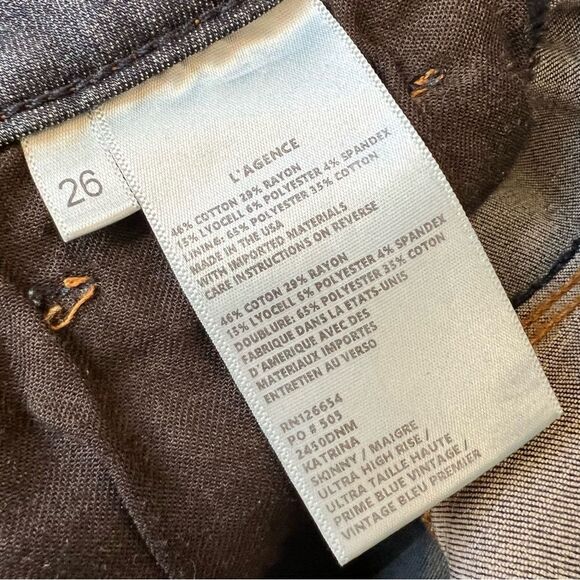 26
L'AGENCE
46% COTTON 29% RAYON
15% LYOCELL 6% POLYESTER 4% SPANDEX
LINING: 65% POLYESTER 35% COTTON
MADE IN THE USA
WITH IMPORTED MATERIALS
CARE INSTRUCTIONS ON REVERSE
46% COTON 29% RAYON
15% LYOCELL 6% POLYESTER 4% SPANDEX
DOUBLURE: 65% POLYESTER 35% COTON
FABRIQUE DANS LA ETATS-UNIS
D'AMERIQUE AVEC DES
MATERIAUX IMPORTES
ENTRETIEN AU VERSO
RN126654
PO # 505
2450DNM
KATRINA
SKINNY / MAIGRE
ULTRA HIGH RISE /
ULTRA TAILLE HAUTE
PRIME BLUE VINTAGE /
VINTAGE BLEU PREMIER